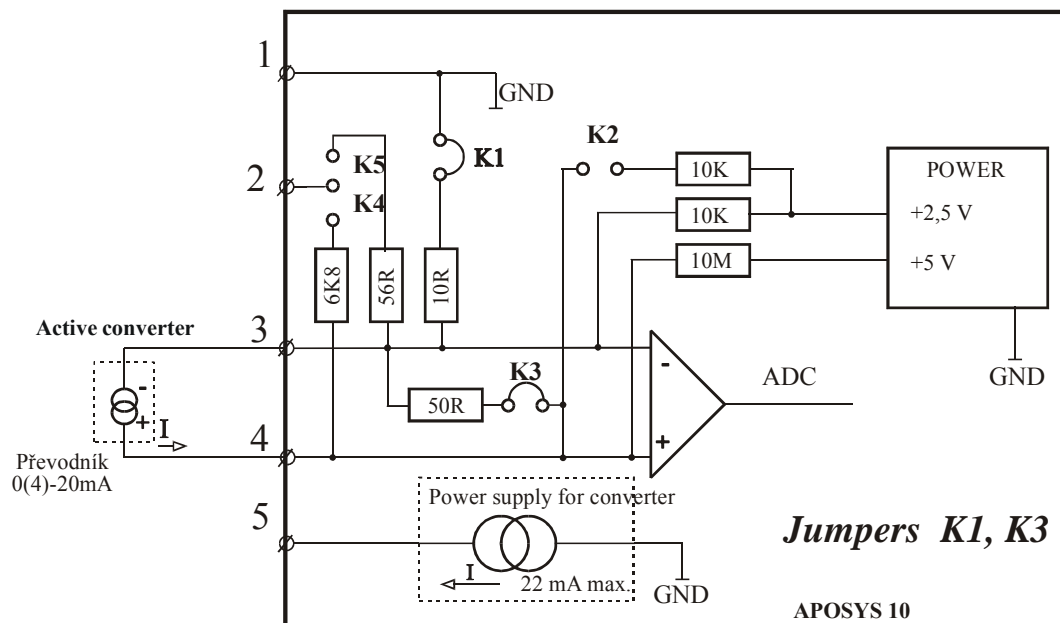 1
GND
K5
K1
K2
10K
POWER
2
K4
10K
+2,5 V
10M
+5 V
6K8
56R
10R
Active converter
3
-
ADC
GND
K3
50R
-
+
I
4
+
Převodník
0(4)-20mA
Power supply for converter
5
Jumpers K1, K3
I
22 mA max.
GND
APOSYS 10